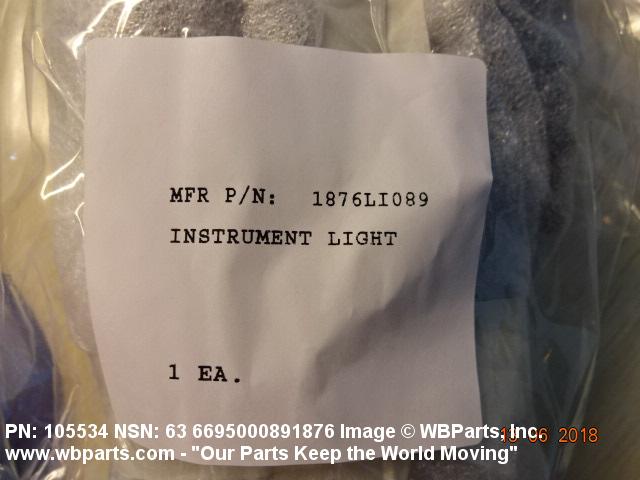 MFR P/N: 1876LI089
INSTRUMENT LIGHT
1 EA.
PN: 105534 NSN: 63 6695000891876 Image © WBParts, Inc.
06 2018
www.wbparts.com - "Our Parts Keep the World Moving"